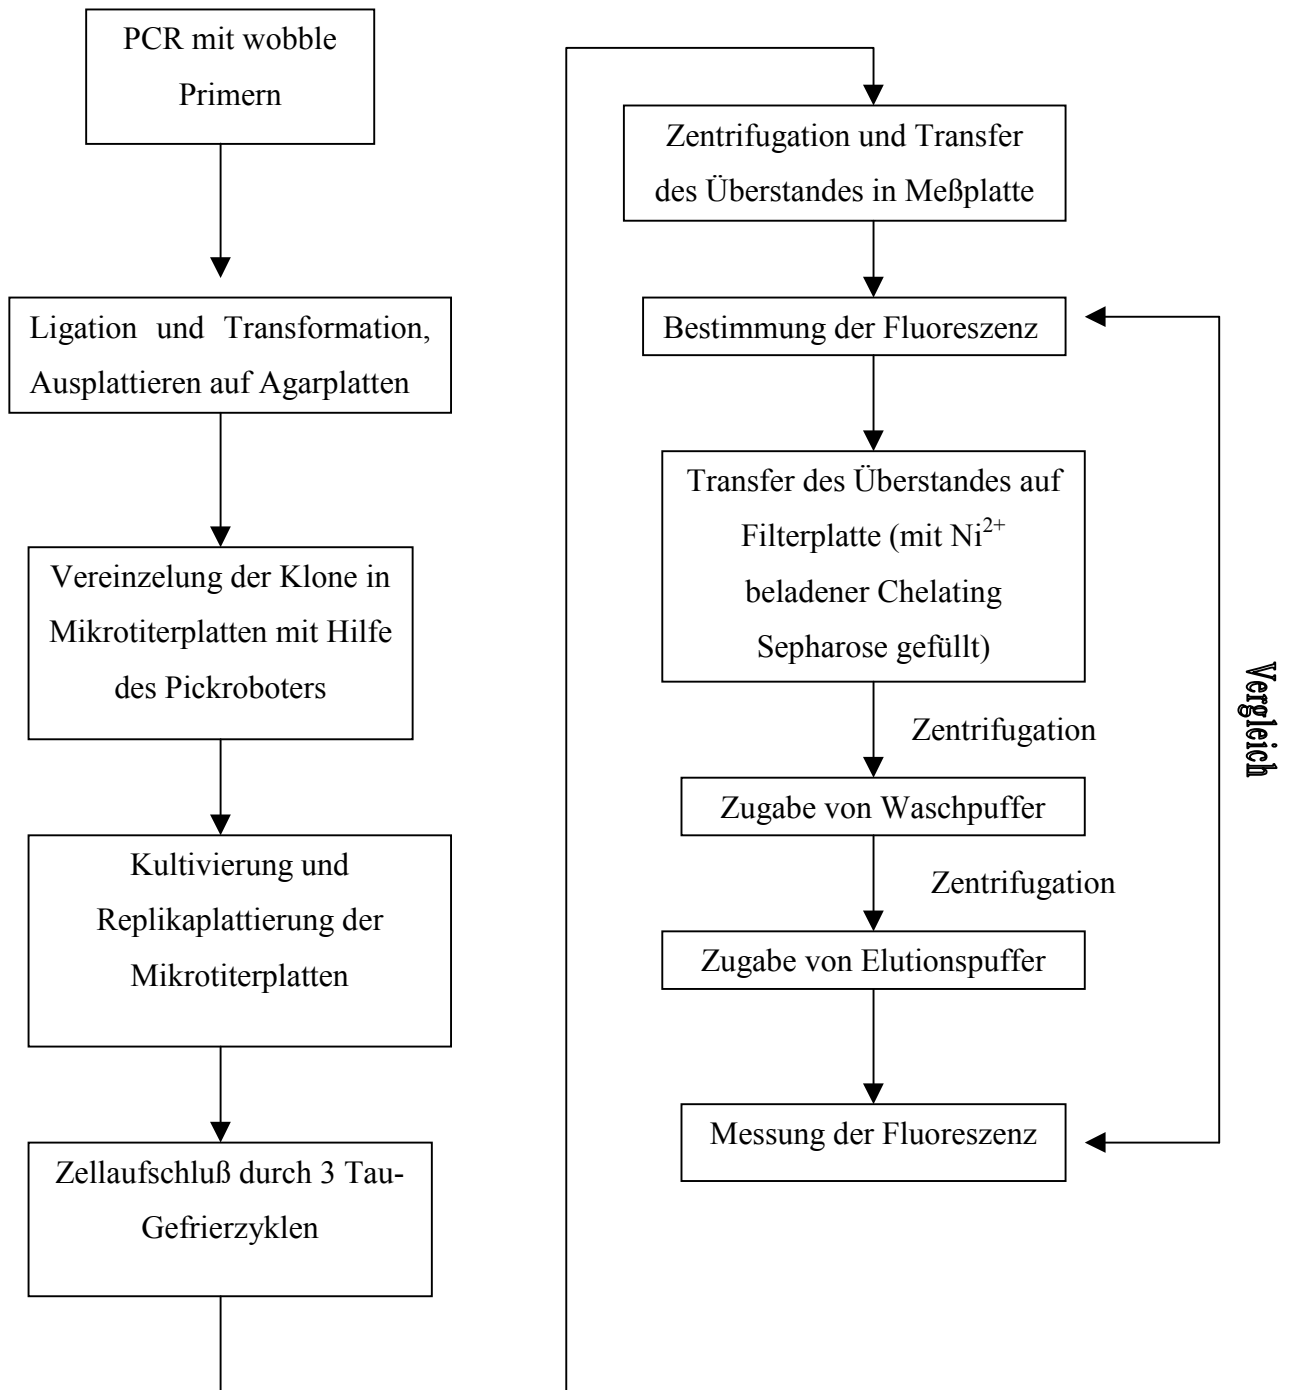 PCR mit wobble
Primern
Ligation und Transformation,
Ausplattieren auf Agarplatten
Vereinzelung der Klone in
Mikrotiterplatten mit Hilfe
des Pickroboters
Kultivierung und
Replikaplattierung der
Mikrotiterplatten
Zellaufschluß durch 3 Tau-
Gefrierzyklen
Zentrifugation und Transfer
des Überstandes in Meßplatte
Bestimmung der Fluoreszenz
Transfer des Überstandes auf
Filterplatte (mit Ni²⁺
beladener Chelating
Sepharose gefüllt)
Zentrifugation
Zugabe von Waschpuffer
Zentrifugation
Zugabe von Elutionspuffer
Messung der Fluoreszenz
Vergleich